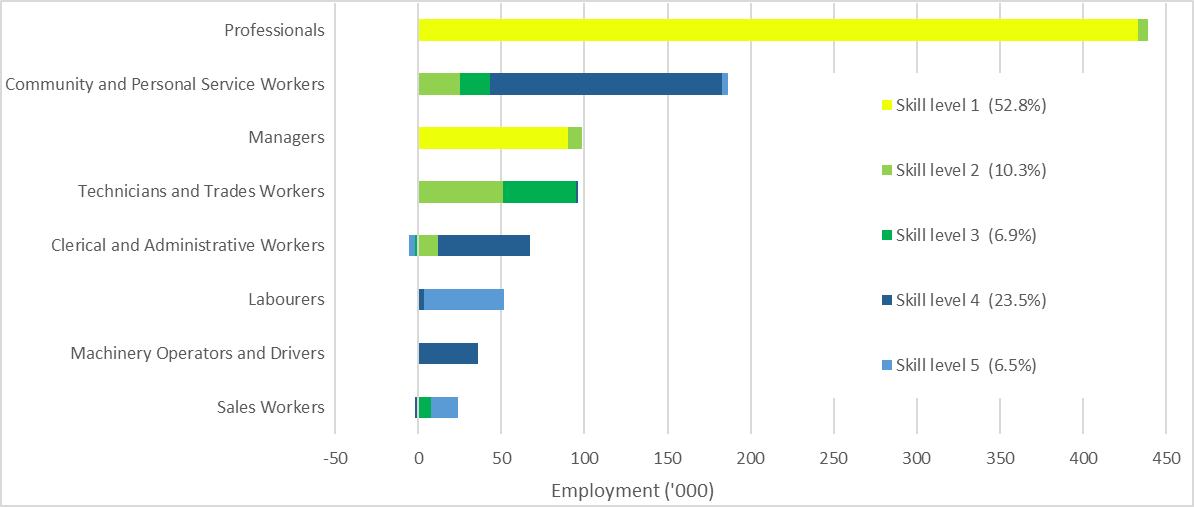 Professionals
Community and Personal Service Workers
Managers
Technicians and Trades Workers
Clerical and Administrative Workers
Labourers
Machinery Operators and Drivers
Sales Workers
Skill level 1 (52.8%)
Skill level 2 (10.3%)
Skill level 3 (6.9%)
Skill level 4 (23.5%)
Skill level 5 (6.5%)
-50 0 50 100 150 200 250 300 350 400 450
Employment ('000)